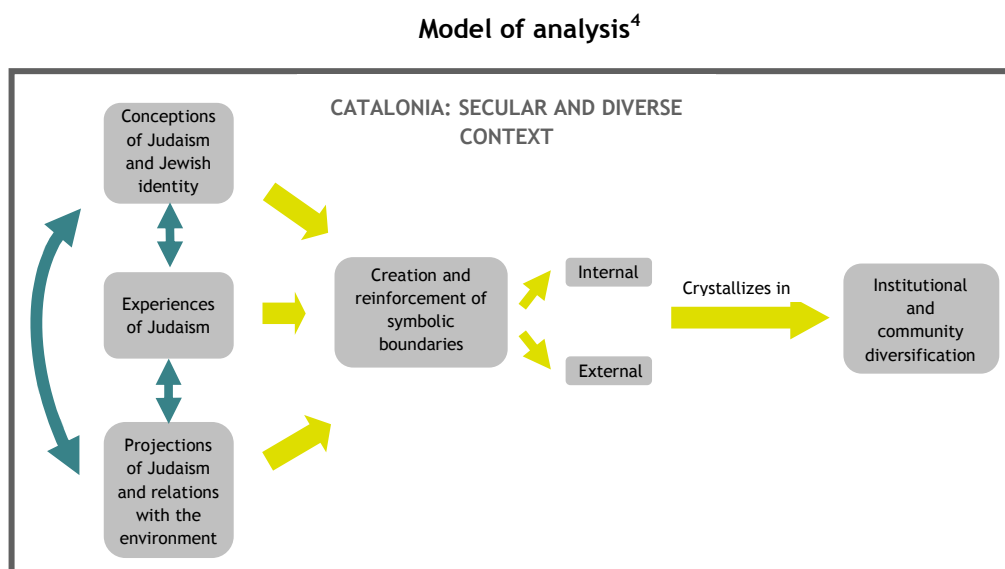 Model of analysis4
CATALONIA: SECULAR AND DIVERSE
CONTEXT
Conceptions
of Judaism
and Jewish
identity
Experiences
of Judaism
Projections
of Judaism
and relations
with the
environment
Creation and
reinforcement of
symbolic
boundaries
Internal
External
Crystallizes in
Institutional
and
community
diversification